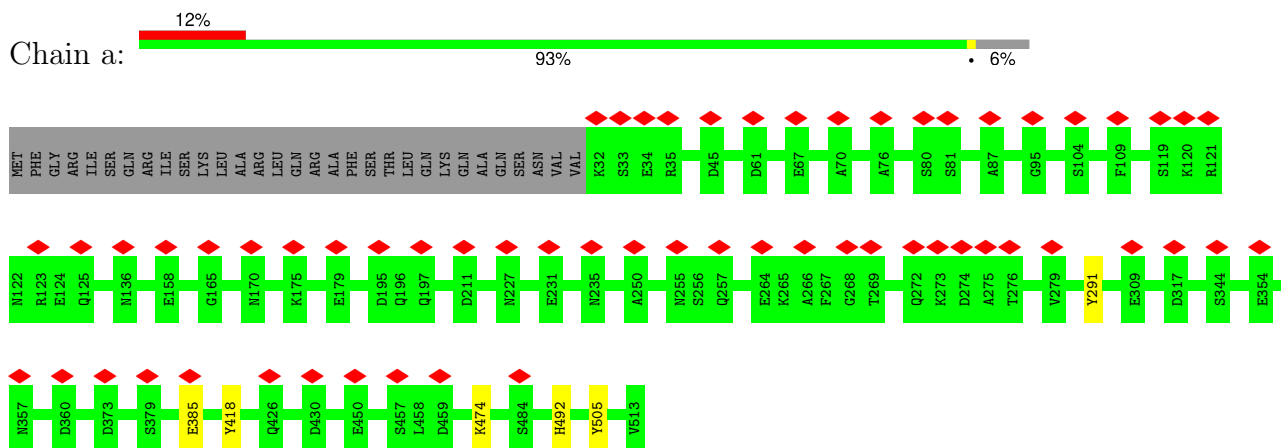 12%
Chain a:
93%
•
6%
MET PHE GLY ARG ILE SER GLN ARG ILE SER LYS LEU ALA ARG LEU GLN ARG ALA PHE SER THR LEU GLN LYS GLN ALA GLN SER ASN VAL VAL K32 S33 E34 R35 D45 D61 E67 A70 A76 S80 S81 A87 G95 S104 F109 S119 K120 R121
N122 R123 E124 Q125 N136 E158 G165 N170 K175 E179 D195 Q196 Q197 D211 N227 E231 N235 A250 N255 S256 Q257 E264 K265 A266 F267 G268 T269 Q272 K273 D274 A275 T276 V279 Y291 E309 D317 S344 E354
N357 D360 D373 S379 E385 Y418 Q426 D430 E450 S457 L458 D459 K474 S484 H492 Y505 V513